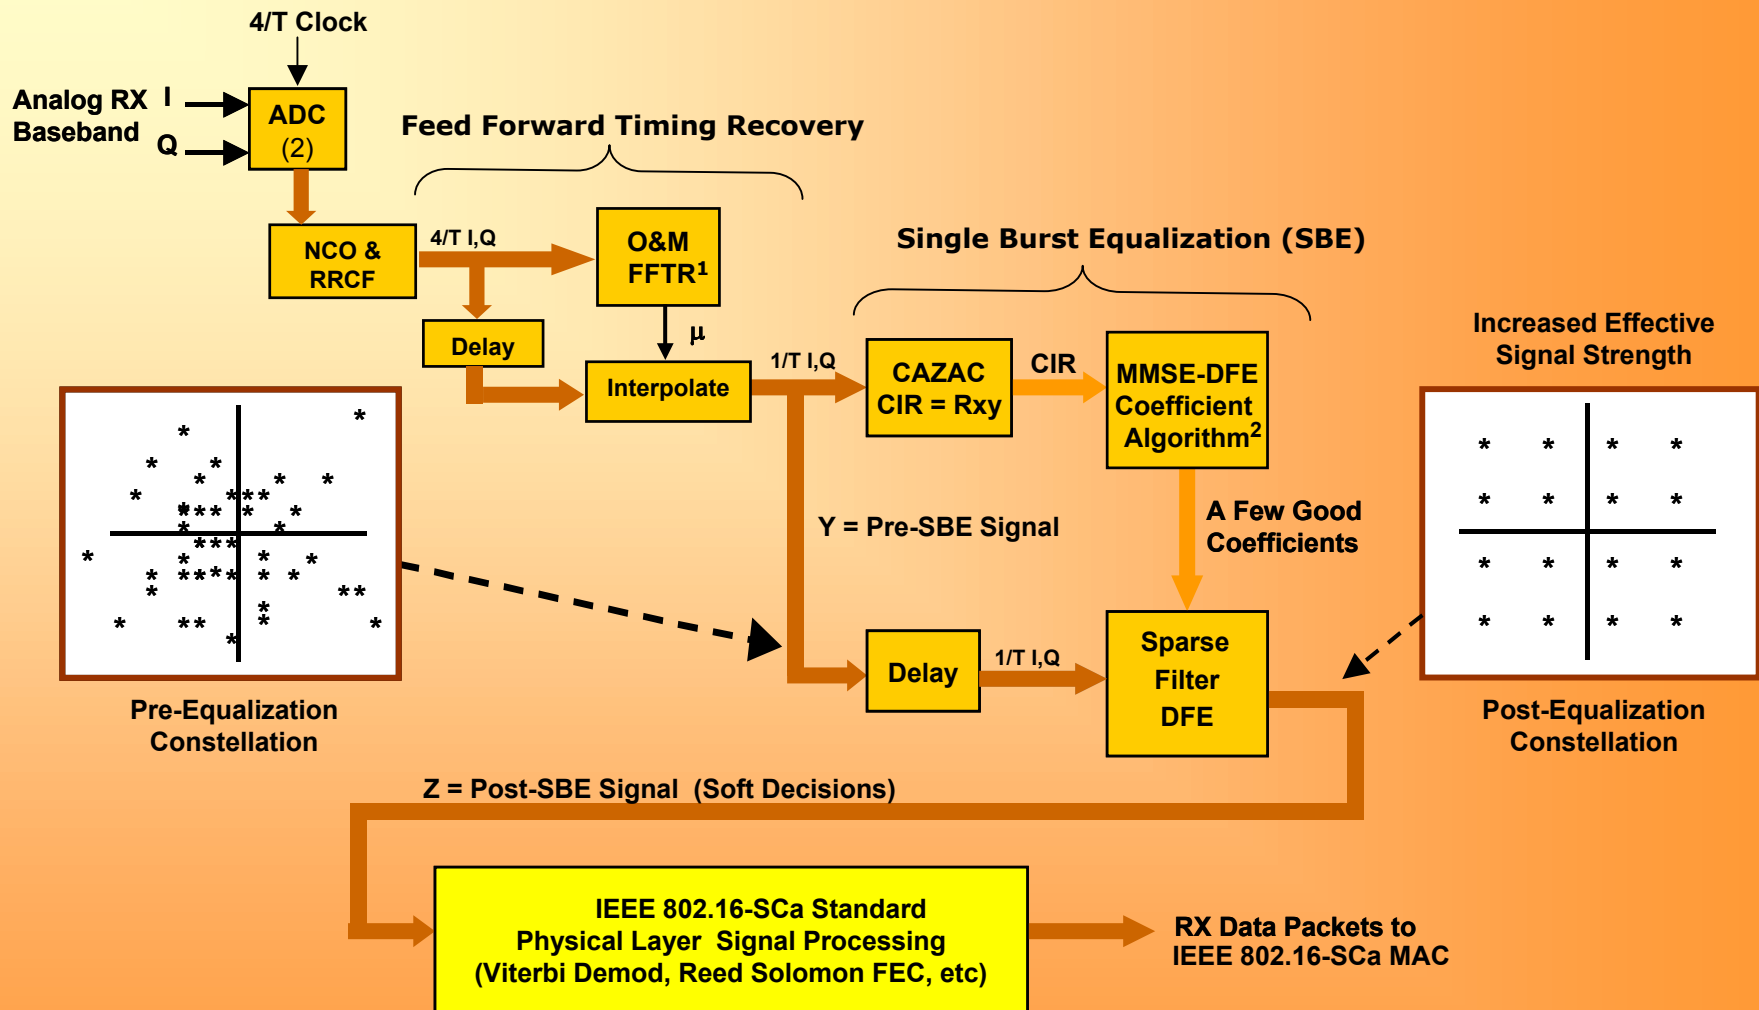 4/T Clock
Analog RX
Baseband
I
Q
ADC
(2)
Feed Forward Timing Recovery
NCO &
RRCF
4/T I,Q
O&M
FFTR1
Delay
μ
Interpolate
1/T I,Q
Single Burst Equalization (SBE)
CAZAC
CIR = Rxy
CIR
MMSE-DFE
Coefficient
Algorithm2
Increased Effective
Signal Strength
Y = Pre-SBE Signal
A Few Good
Coefficients
Delay
1/T I,Q
Sparse
Filter
DFE
Pre-Equalization
Constellation
Post-Equalization
Constellation
Z = Post-SBE Signal (Soft Decisions)
IEEE 802.16-SCa Standard
Physical Layer Signal Processing
(Viterbi Demod, Reed Solomon FEC, etc)
RX Data Packets to
IEEE 802.16-SCa MAC